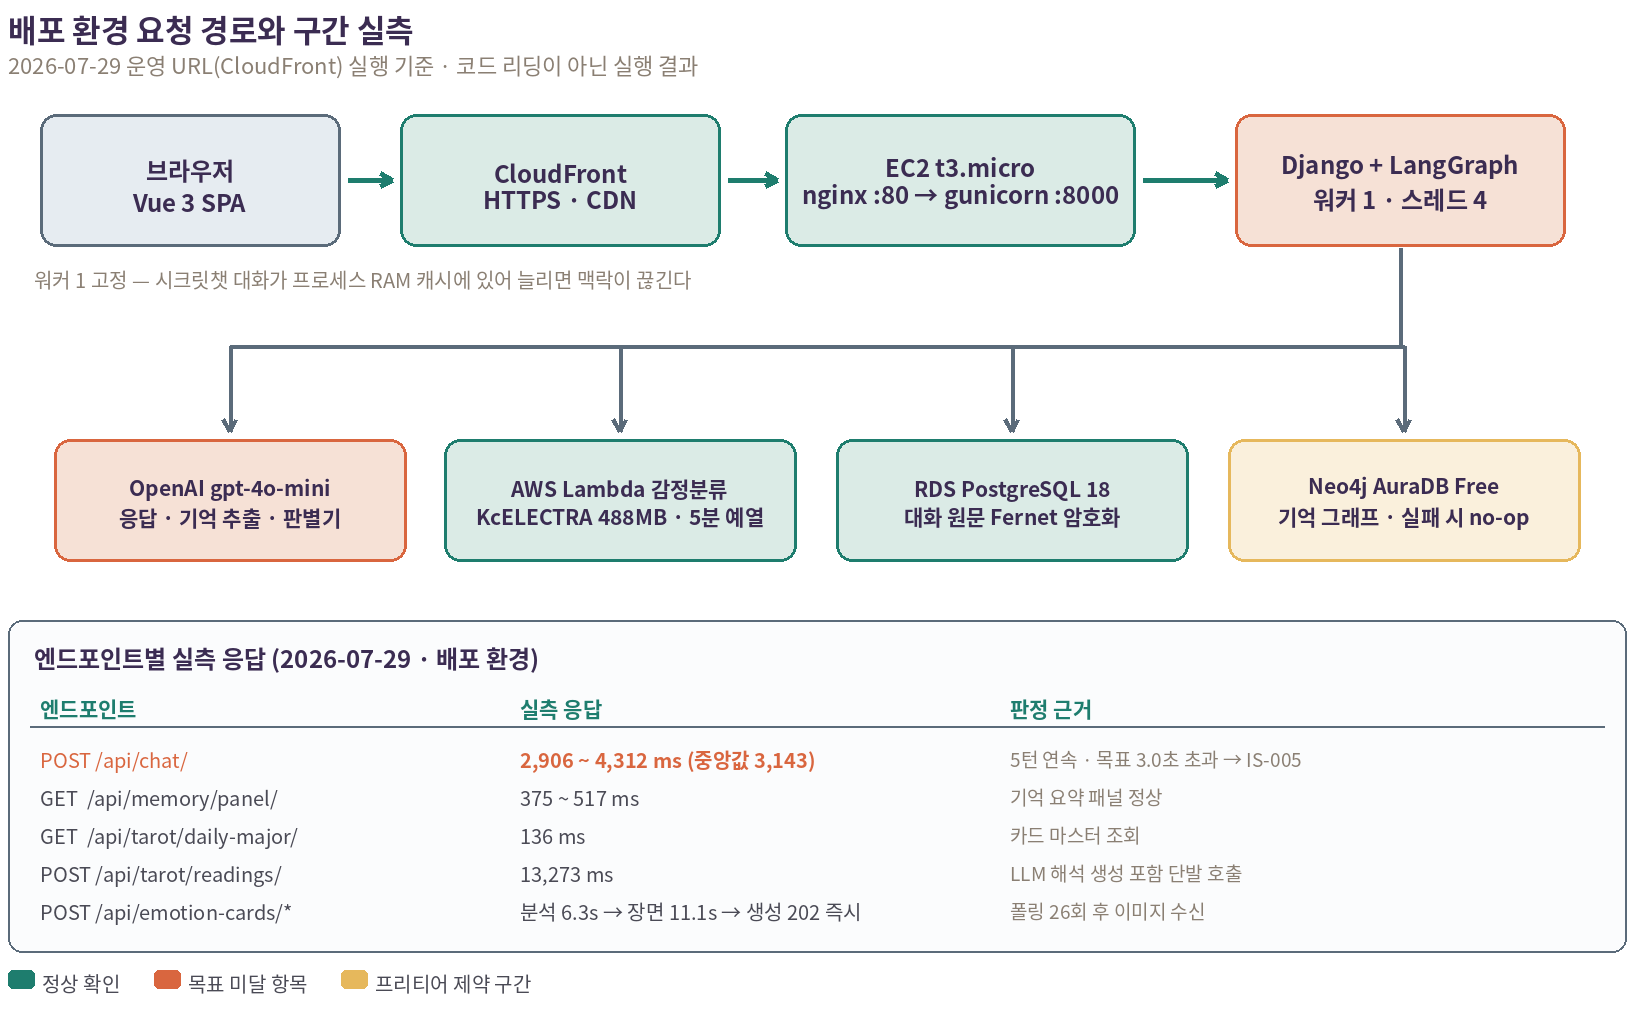 배포 환경 요청 경로와 구간 실측
2026-07-29 운영 URL(CloudFront) 실행 기준 · 코드 리딩이 아닌 실행 결과
브라우저
Vue 3 SPA
CloudFront
HTTPS · CDN
EC2 t3.micro
nginx :80 → gunicorn :8000
Django + LangGraph
워커 1 · 스레드 4
워커 1 고정 — 시크릿챗 대화가 프로세스 RAM 캐시에 있어 늘리면 맥락이 끊긴다
OpenAI gpt-4o-mini
응답 · 기억 추출 · 판별기
AWS Lambda 감정분류
KcELECTRA 488MB · 5분 예열
RDS PostgreSQL 18
대화 원문 Fernet 암호화
Neo4j AuraDB Free
기억 그래프 · 실패 시 no-op
엔드포인트별 실측 응답 (2026-07-29 · 배포 환경)
엔드포인트 실측 응답 판정 근거
POST /api/chat/ 2,906 ~ 4,312 ms (중앙값 3,143) 5턴 연속 · 목표 3.0초 초과 → IS-005
GET /api/memory/panel/ 375 ~ 517 ms 기억 요약 패널 정상
GET /api/tarot/daily-major/ 136 ms 카드 마스터 조회
POST /api/tarot/readings/ 13,273 ms LLM 해석 생성 포함 단발 호출
POST /api/emotion-cards/* 분석 6.3s → 장면 11.1s → 생성 202 즉시 폴링 26회 후 이미지 수신
정상 확인 목표 미달 항목 프리티어 제약 구간